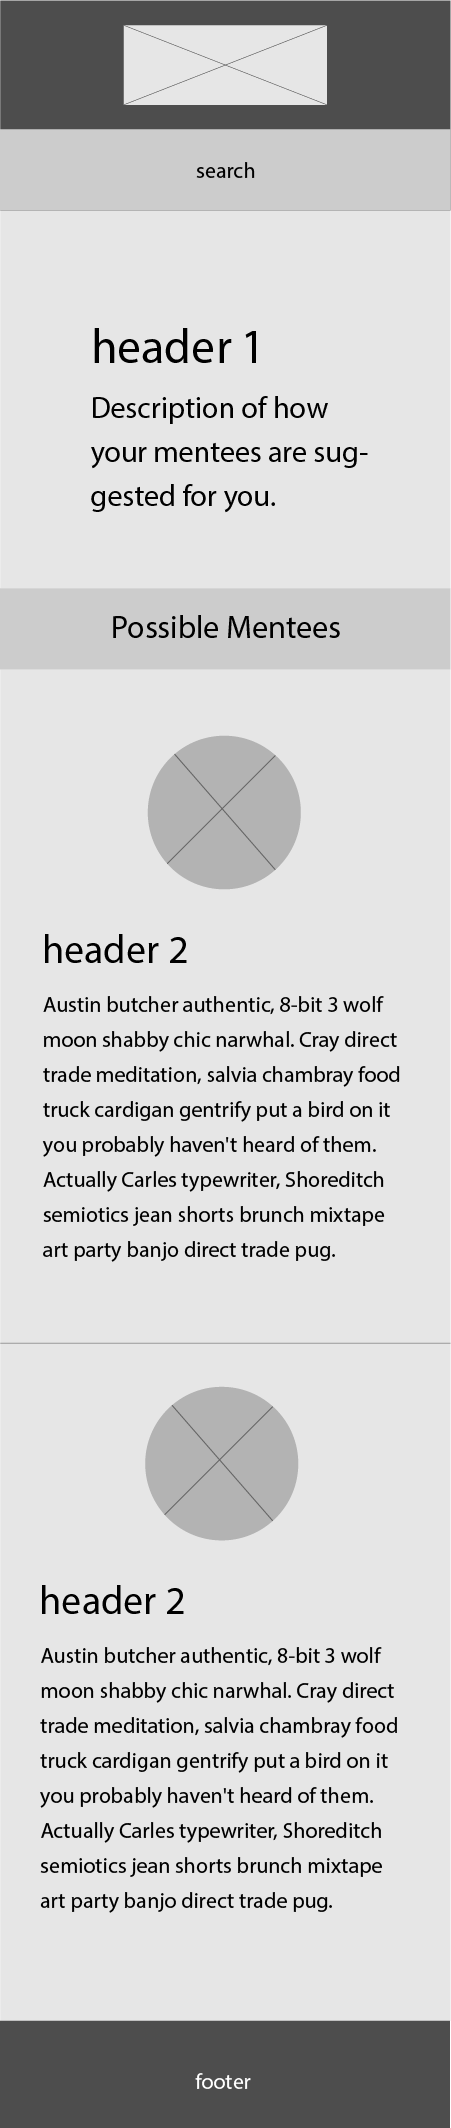 search
header 1
Description of how
your mentees are sug-
gested for you.
Possible Mentees
header 2
Austin butcher authentic, 8-bit 3 wolf
moon shabby chic narwhal. Cray direct
trade meditation, salvia chambray food
truck cardigan gentrify put a bird on it
you probably haven't heard of them.
Actually Carles typewriter, Shoreditch
semiotics jean shorts brunch mixtape
art party banjo direct trade pug.
header 2
Austin butcher authentic, 8-bit 3 wolf
moon shabby chic narwhal. Cray direct
trade meditation, salvia chambray food
truck cardigan gentrify put a bird on it
you probably haven't heard of them.
Actually Carles typewriter, Shoreditch
semiotics jean shorts brunch mixtape
art party banjo direct trade pug.
footer